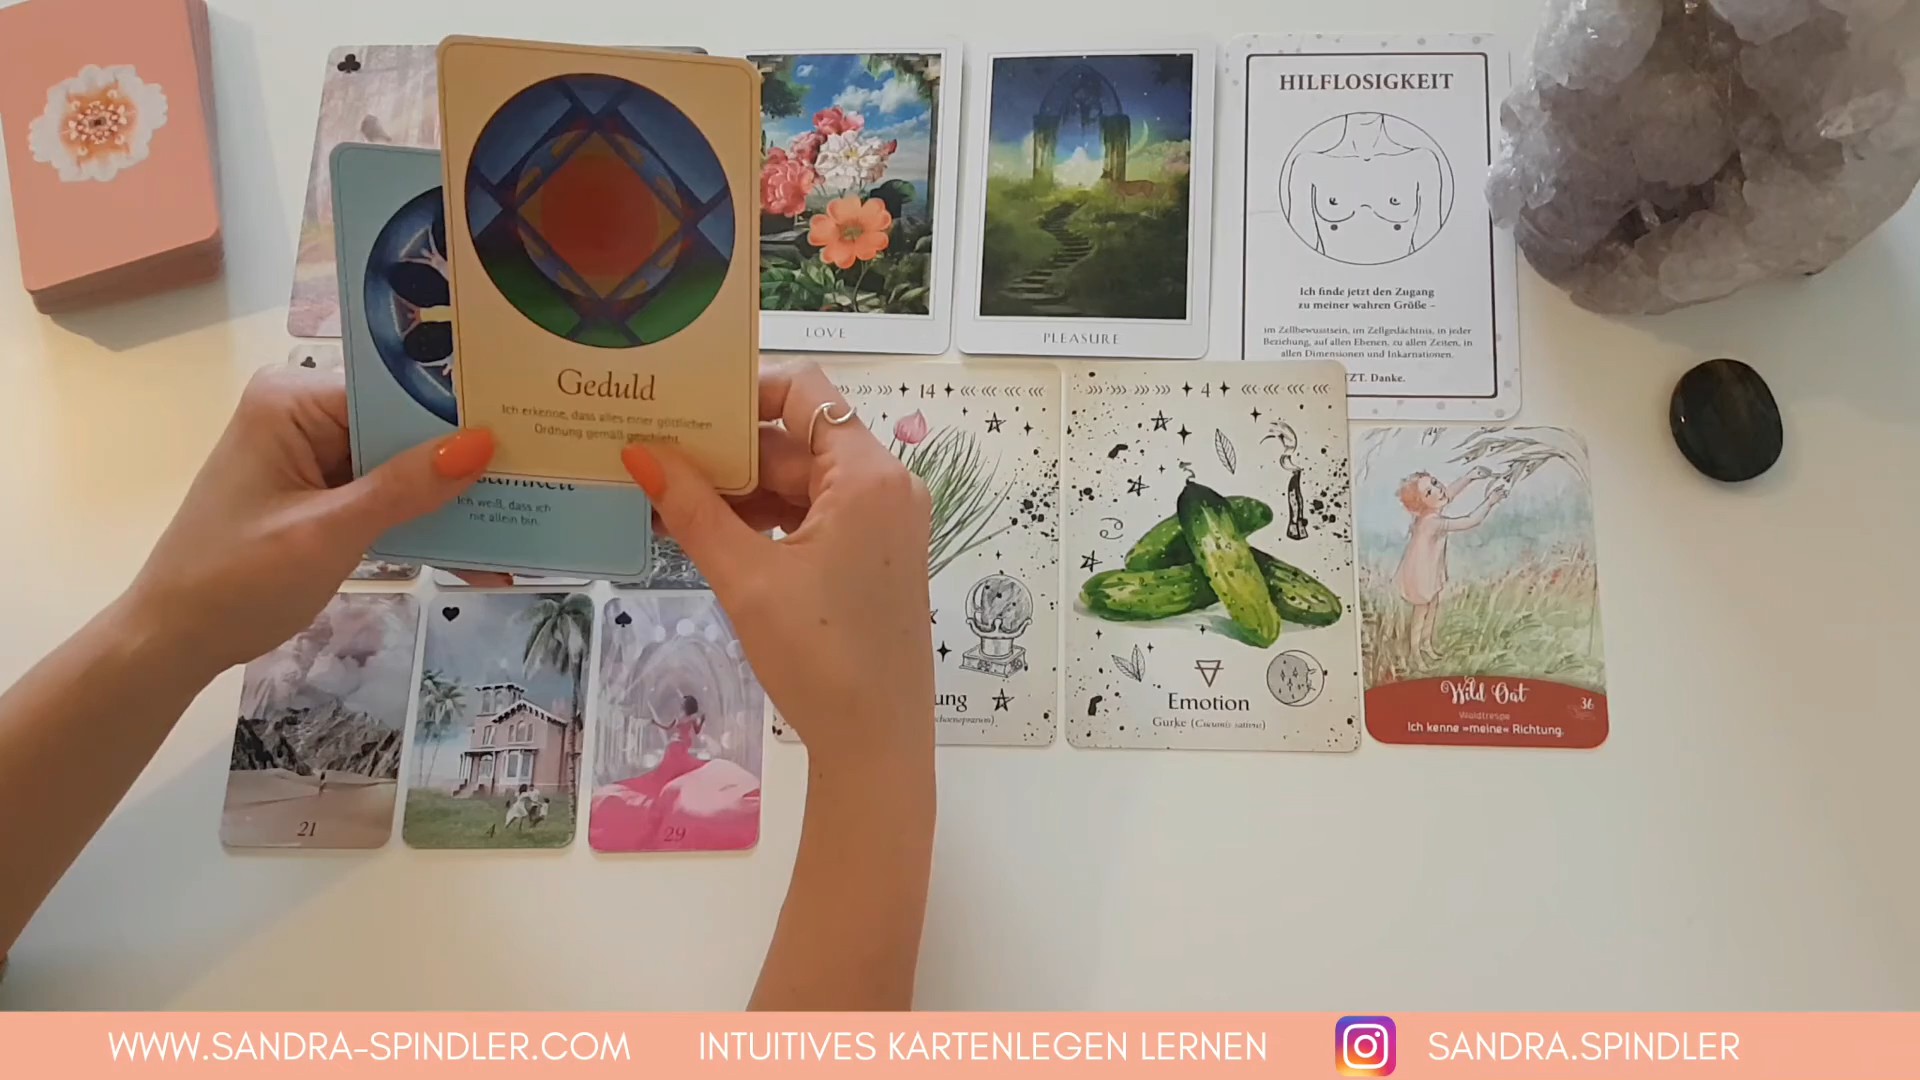 Geduld
Ich erkenne, dass alles einer göttlichen
Ordnung gemäß geschieht.
Ich weiß, dass ich
nie allein bin.
LOVE
PLEASURE
HILFLOSIGKEIT
Ich finde jetzt den Zugang
zu meiner wahren Größe –
im Zellbewusstsein, im Zellgedächtnis, in jeder
Beziehung, auf allen Ebenen, zu allen Zeiten, in
allen Dimensionen und Inkarnationen.
TZT. Danke.
14
ung
4
Emotion
Gurke (Cucumis sativus)
Wild Oat
36
Waldtrespe
Ich kenne »meine« Richtung.
21
4
29
WWW.SANDRA-SPINDLER.COM
INTUITIVES KARTENLEGEN LERNEN
SANDRA.SPINDLER